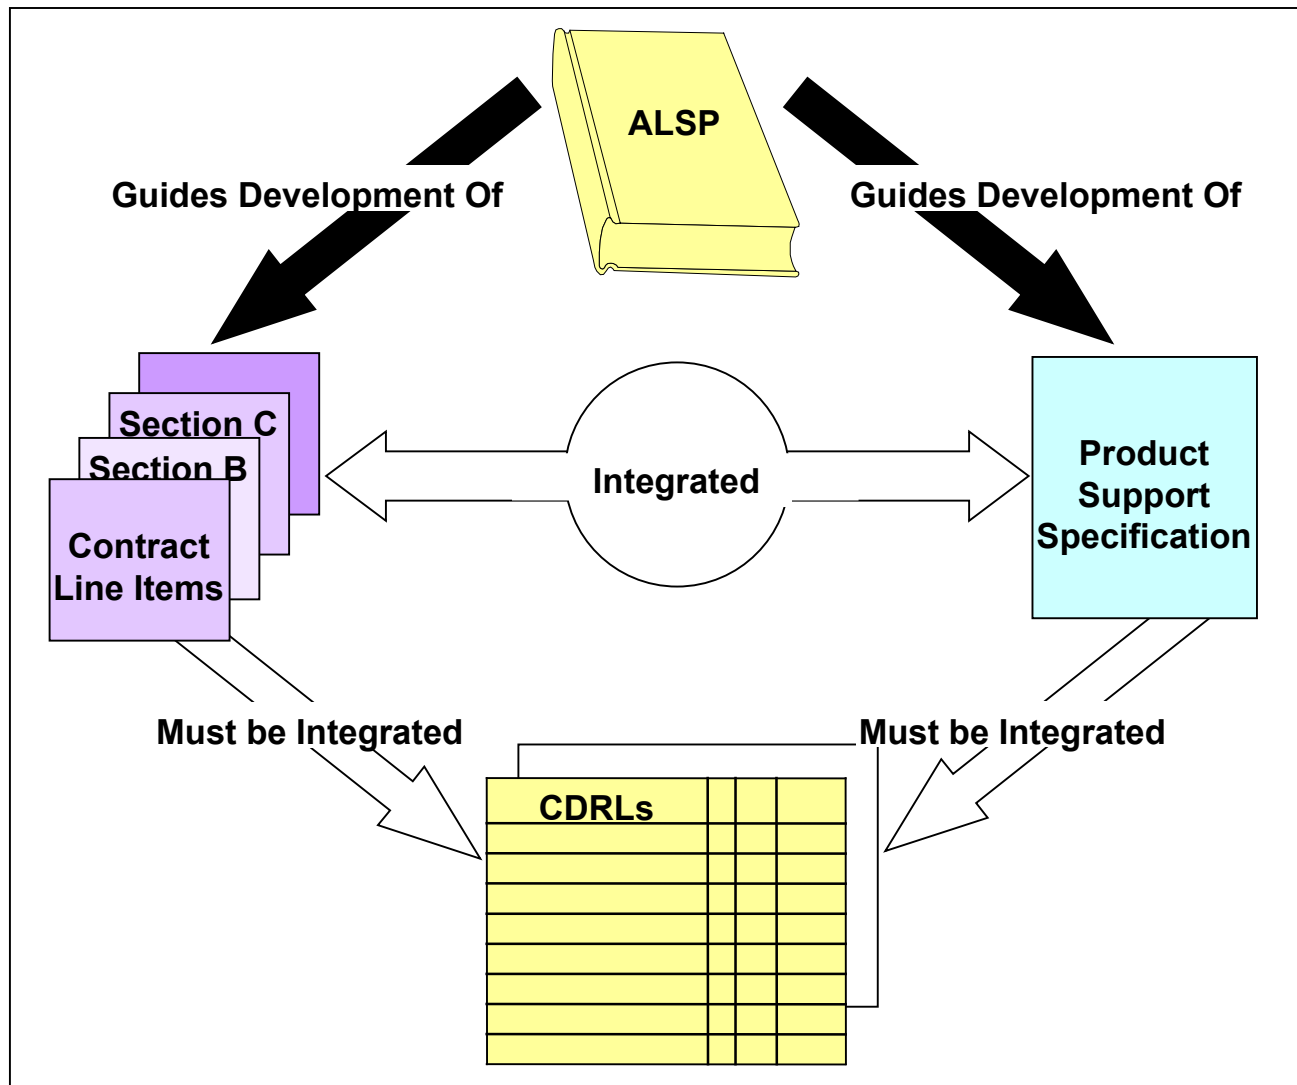 ALSP
Guides Development Of
Guides Development Of
Section C
Section B
Contract
Line Items
Integrated
Product
Support
Specification
Must be Integrated
Must be Integrated
CDRLs